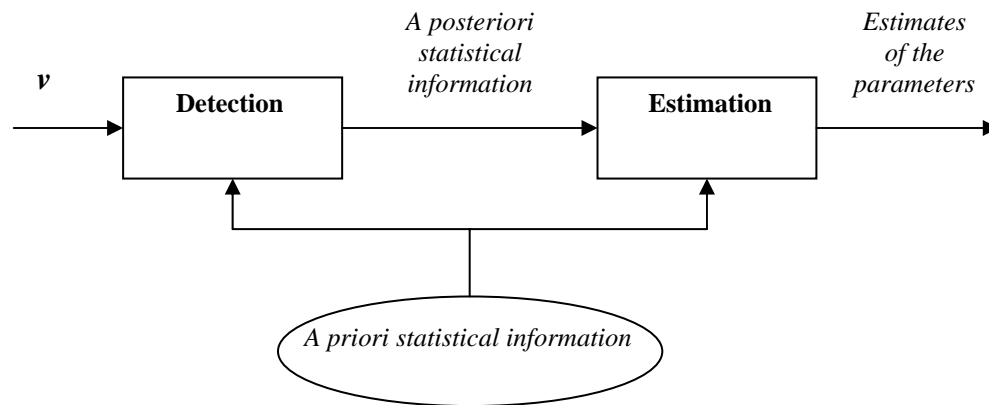 v
Detection
A posteriori
statistical
information
Estimation
Estimates
of the
parameters
A priori statistical information